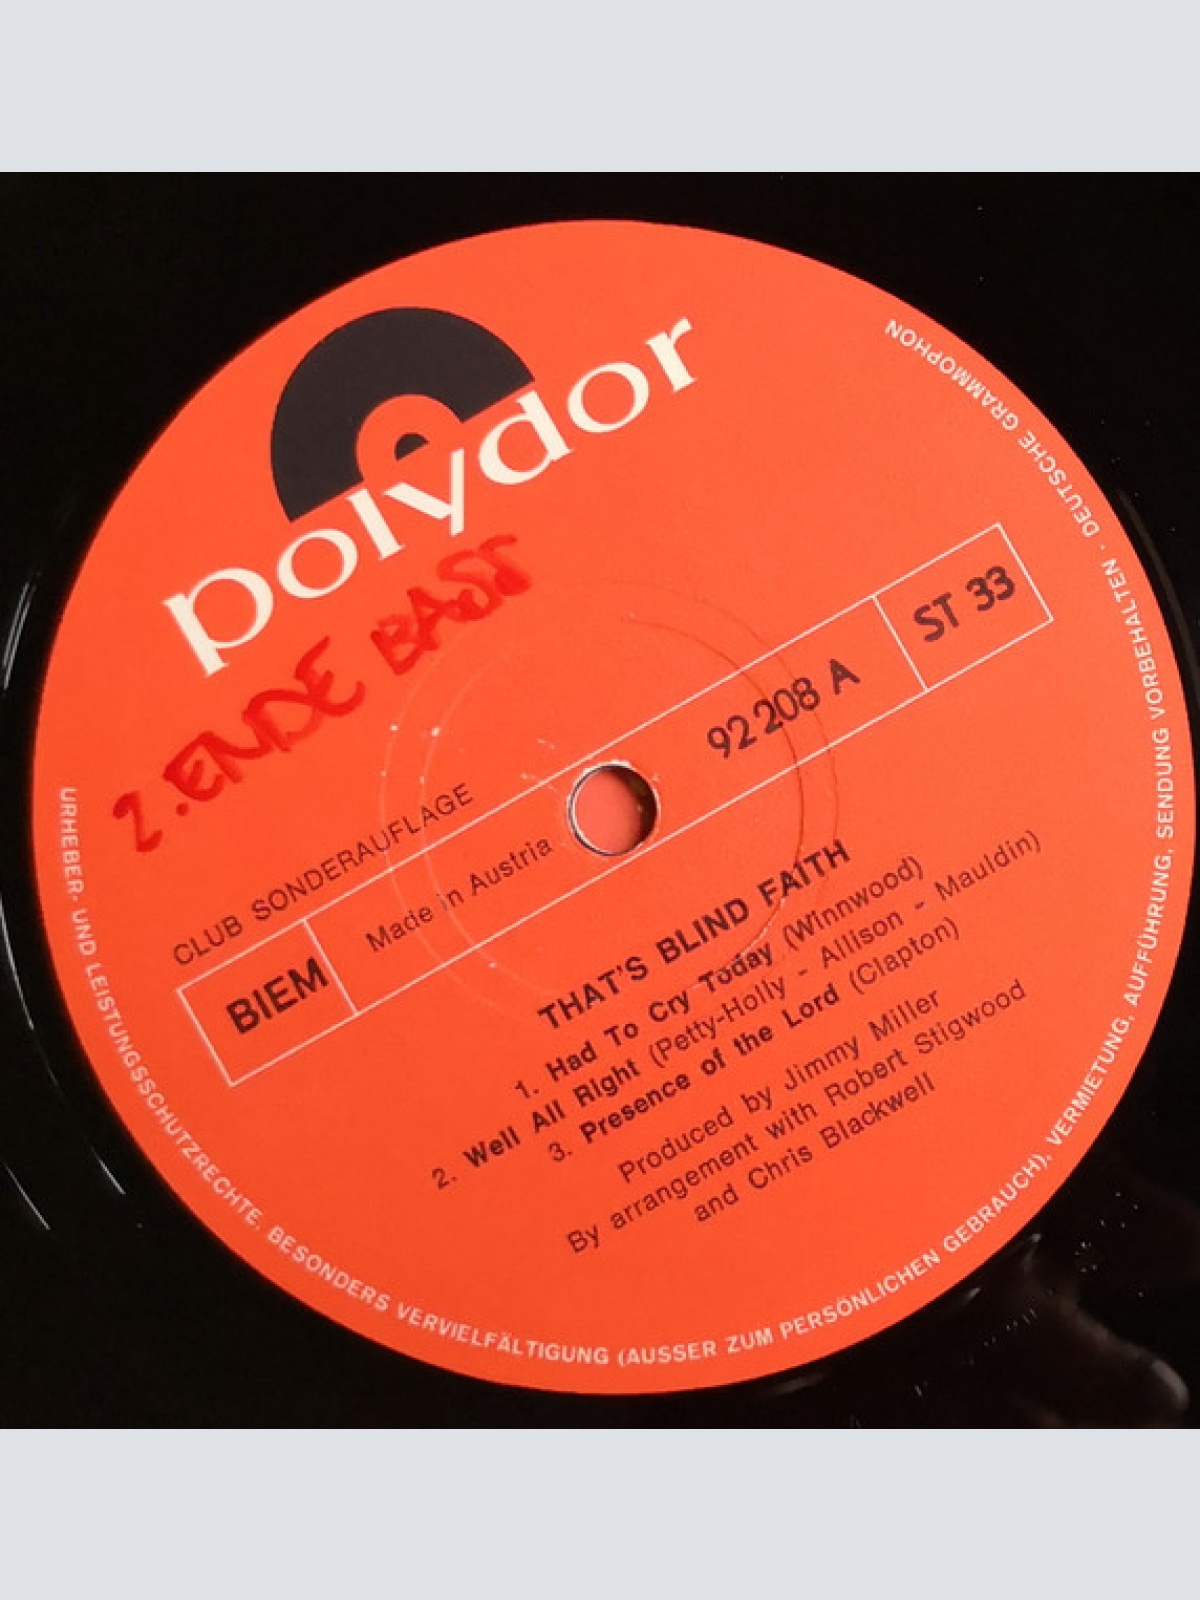 polydor
2. ENDE BASS
CLUB SONDERAUFLAGE
BIEM
Made in Austria
92 208 A
ST 33
THAT'S BLIND FAITH
1. Had To Cry Today (Winnwood)
2. Well All Right (Petty-Holly - Allison - Mauldin)
3. Presence of the Lord (Clapton)
Produced by Jimmy Miller
By arrangement with Robert Stigwood
and Chris Blackwell
URHEBER- UND LEISTUNGSSCHUTZRECHTE, BESONDERS VERVIELFÄLTIGUNG (AUSSER ZUM PERSÖNLICHEN GEBRAUCH), VERMIETUNG, AUFFÜHRUNG, SENDUNG VORBEHALTEN · DEUTSCHE GRAMMOPHON